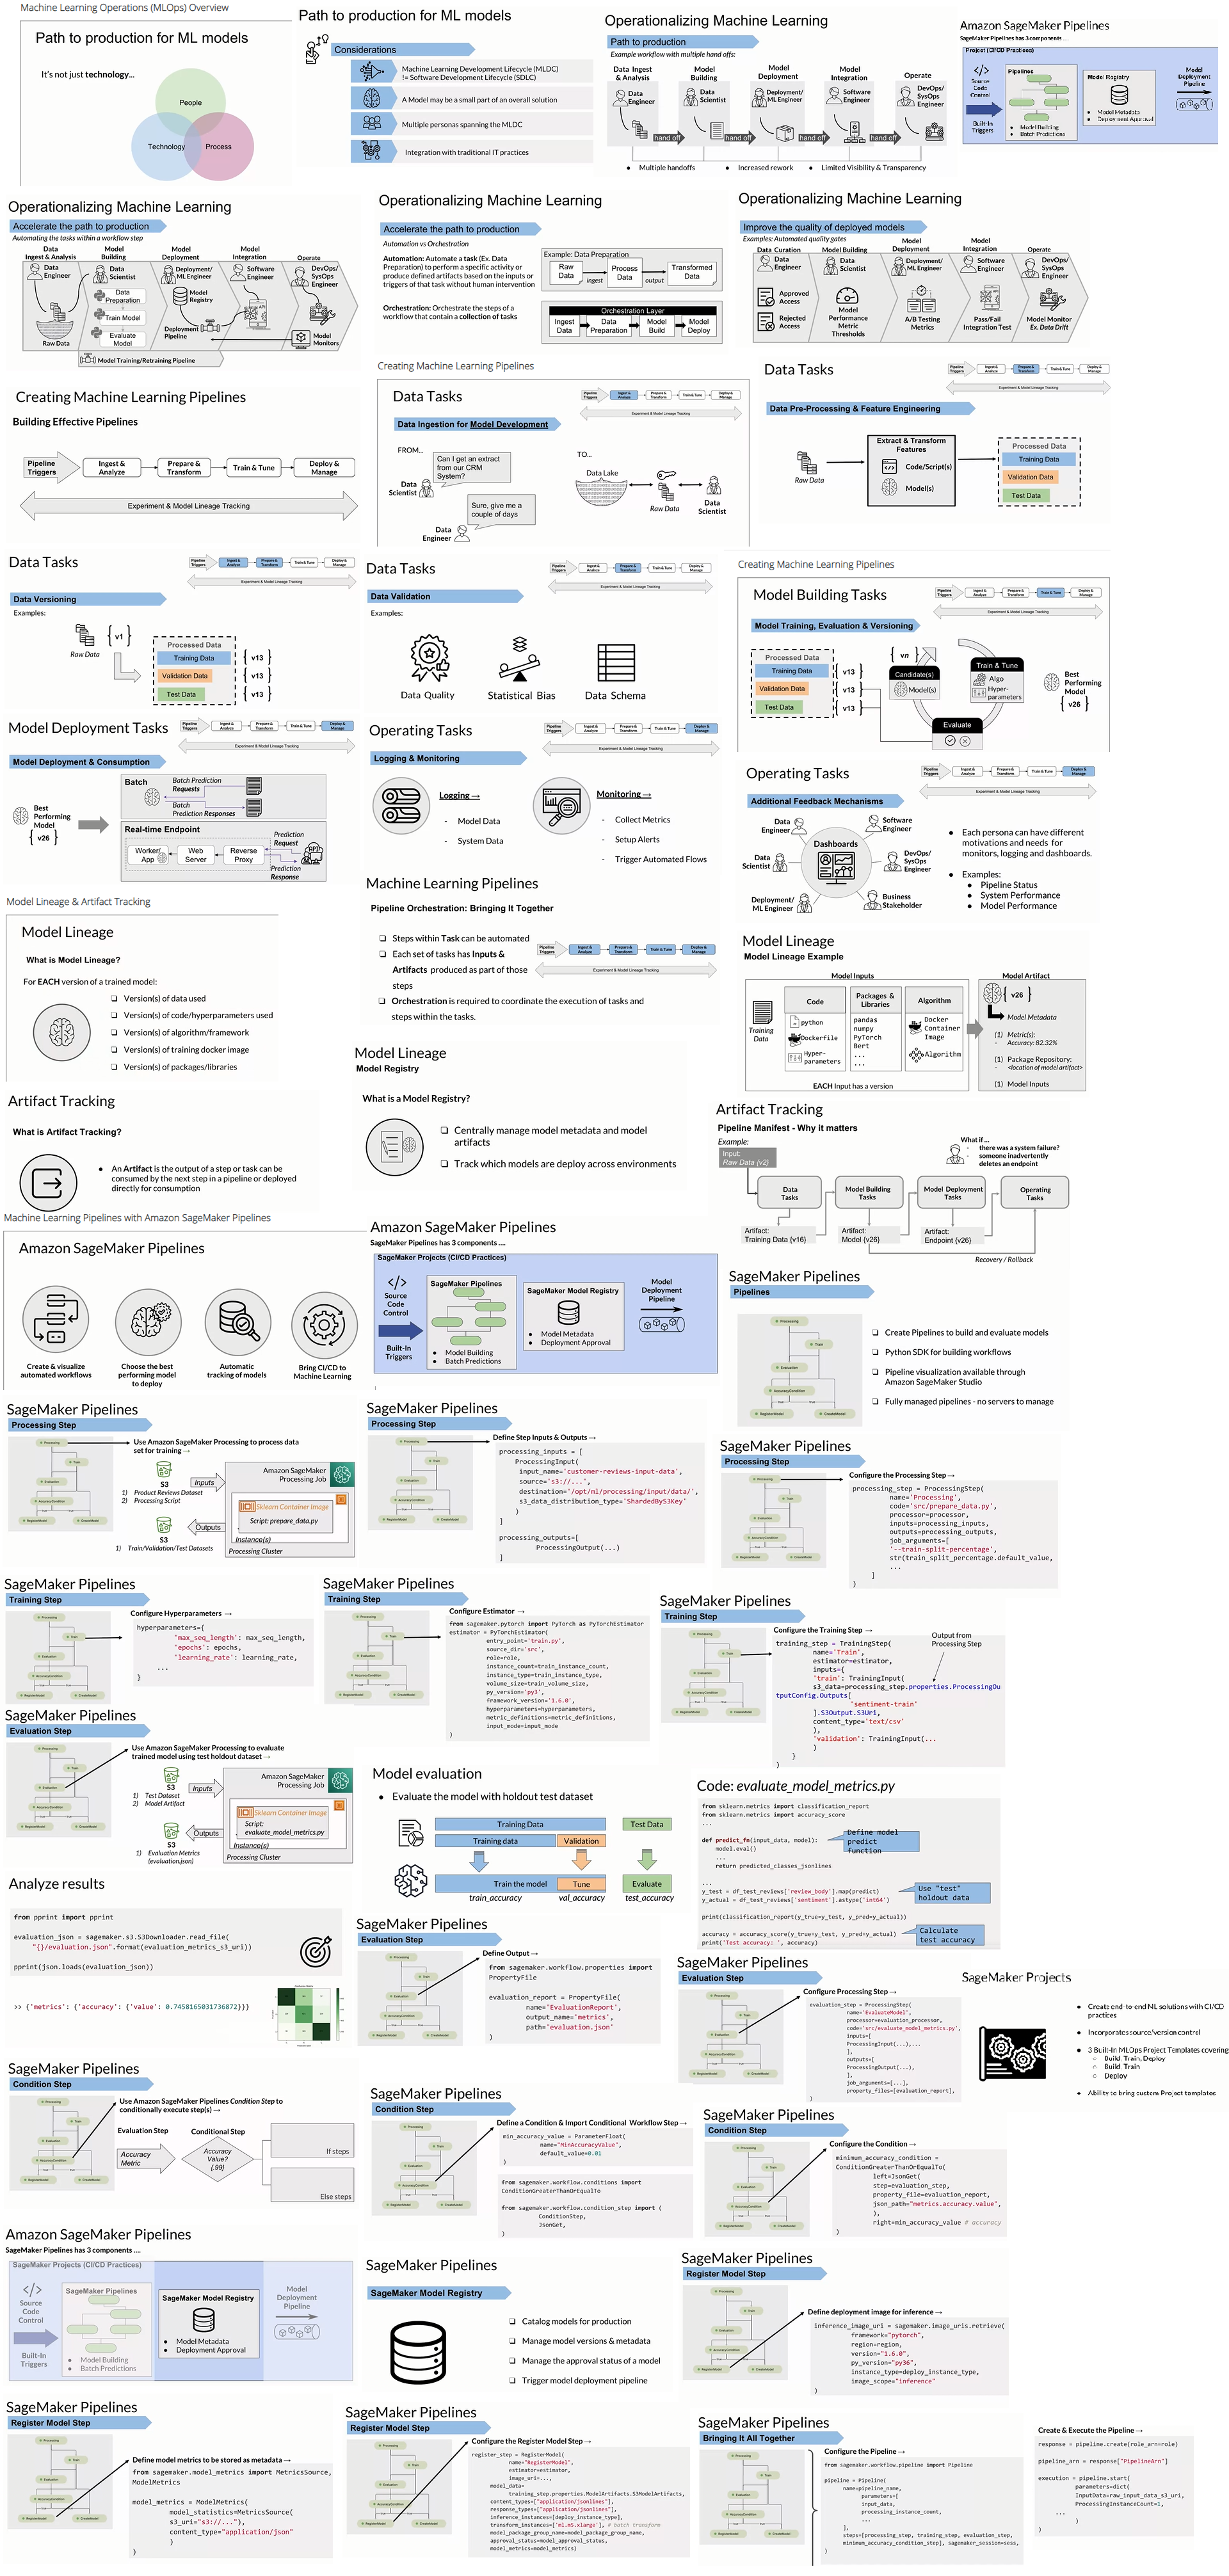 Machine Learning Operations (MLOps) Overview
Path to production for ML models
It's not just technology...
People
Technology
Process
Path to production for ML models
Considerations
Machine Learning Development Lifecycle (MLDC)
!= Software Development Lifecycle (SDLC)
A Model may be a small part of an overall solution
Multiple personas spanning the MLDC
Integration with traditional IT practices
Operationalizing Machine Learning
Path to production
Example workflow with multiple hand offs:
Data Ingest & Analysis
Model Building
Model Deployment
Model Integration
Operate
Data Engineer
Data Scientist
Deployment/ ML Engineer
Software Engineer
DevOps/ SysOps Engineer
hand off
hand off
hand off
hand off
• Multiple handoffs
• Increased rework
• Limited Visibility & Transparency
Amazon SageMaker Pipelines
SageMaker Pipelines has 3 components ....
Project (CI/CD Practices)
Source Code Control
Built-In Triggers
Pipelines
• Model Building
• Batch Predictions
Model Registry
• Model Metadata
• Deployment Approval
Model Deployment Pipeline
Operationalizing Machine Learning
Accelerate the path to production
Automating the tasks within a workflow step
Data Ingest & Analysis
Model Building
Model Deployment
Model Integration
Operate
Data Engineer
Data Scientist
Deployment/ ML Engineer
Software Engineer
DevOps/ SysOps Engineer
Data Preparation
Train Model
Evaluate Model
Model Registry
Deployment Pipeline
Raw Data
Model Monitors
Model Training/Retraining Pipeline
Operationalizing Machine Learning
Accelerate the path to production
Automation vs Orchestration
Automation: Automate a task (Ex. Data
Preparation) to perform a specific activity or
produce defined artifacts based on the inputs or
triggers of that task without human intervention
Orchestration: Orchestrate the steps of a
workflow that contain a collection of tasks
Example: Data Preparation
Raw Data
ingest
Process Data
output
Transformed Data
Orchestration Layer
Ingest Data
Data Preparation
Model Build
Model Deploy
Operationalizing Machine Learning
Improve the quality of deployed models
Examples: Automated quality gates
Data Curation
Model Building
Model Deployment
Model Integration
Operate
Data Engineer
Data Scientist
Deployment/ ML Engineer
Software Engineer
DevOps/ SysOps Engineer
Approved Access
Rejected Access
Model Performance Metric Thresholds
A/B Testing Metrics
Pass/Fail Integration Test
Model Monitor
Ex. Data Drift
Creating Machine Learning Pipelines
Building Effective Pipelines
Pipeline Triggers
Ingest & Analyze
Prepare & Transform
Train & Tune
Deploy & Manage
Experiment & Model Lineage Tracking
Creating Machine Learning Pipelines
Data Tasks
Data Ingestion for Model Development
FROM...
Can I get an extract from our CRM System?
Data Scientist
Sure, give me a couple of days
Data Engineer
TO...
Data Lake
Raw Data
Data Scientist
Data Tasks
Data Pre-Processing & Feature Engineering
Raw Data
Extract & Transform Features
Code/Script(s)
Model(s)
Processed Data
Training Data
Validation Data
Test Data
Data Tasks
Data Versioning
Examples:
Raw Data
{ v1 }
Processed Data
Training Data
Validation Data
Test Data
{ v13 }
{ v13 }
{ v13 }
Data Tasks
Data Validation
Examples:
Data Quality
Statistical Bias
Data Schema
Creating Machine Learning Pipelines
Model Building Tasks
Model Training, Evaluation & Versioning
Processed Data
Training Data
Validation Data
Test Data
{ v13 }
{ v13 }
{ v13 }
{ vn }
Candidate(s)
Model(s)
Train & Tune
Algo
Hyper-parameters
Evaluate
Best Performing Model
{ v26 }
Model Deployment Tasks
Model Deployment & Consumption
Best Performing Model
{ v26 }
Batch
Batch Prediction Requests
Batch Prediction Responses
Real-time Endpoint
Worker/ App
Web Server
Reverse Proxy
Prediction Request
API
Prediction Response
Operating Tasks
Logging & Monitoring
Logging →
- Model Data
- System Data
Monitoring →
- Collect Metrics
- Setup Alerts
- Trigger Automated Flows
Operating Tasks
Additional Feedback Mechanisms
Data Engineer
Software Engineer
Data Scientist
Dashboards
DevOps/ SysOps Engineer
Deployment/ ML Engineer
Business Stakeholder
• Each persona can have different
motivations and needs for
monitors, logging and dashboards.
• Examples:
• Pipeline Status
• System Performance
• Model Performance
Model Lineage & Artifact Tracking
Model Lineage
What is Model Lineage?
For EACH version of a trained model:
Version(s) of data used
Version(s) of code/hyperparameters used
Version(s) of algorithm/framework
Version(s) of training docker image
Version(s) of packages/libraries
Machine Learning Pipelines
Pipeline Orchestration: Bringing It Together
Steps within Task can be automated
Each set of tasks has Inputs &
Artifacts produced as part of those
steps
Orchestration is required to coordinate the execution of tasks and
steps within the tasks.
Model Lineage
Model Lineage Example
Model Inputs
Training Data
Code
python
Dockerfile
Hyper-parameters
Packages & Libraries
pandas
numpy
PyTorch
Bert
...
...
Algorithm
Docker Container Image
Algorithm
EACH Input has a version
Model Artifact
{ v26 }
Model Metadata
(1) Metric(s):
- Accuracy: 82.32%
(1) Package Repository:
- <location of model artifact>
(1) Model Inputs
Model Lineage
Model Registry
What is a Model Registry?
Centrally manage model metadata and model
artifacts
Track which models are deploy across environments
Artifact Tracking
What is Artifact Tracking?
• An Artifact is the output of a step or task can be
consumed by the next step in a pipeline or deployed
directly for consumption
Artifact Tracking
Pipeline Manifest - Why it matters
Example:
Input:
Raw Data {v2}
What if ...
- there was a system failure?
- someone inadvertently deletes an endpoint
Data Tasks
Model Building Tasks
Model Deployment Tasks
Operating Tasks
Artifact:
Training Data {v16}
Artifact:
Model {v26}
Artifact:
Endpoint {v26}
Recovery / Rollback
Machine Learning Pipelines with Amazon SageMaker Pipelines
Amazon SageMaker Pipelines
Create & visualize automated workflows
Choose the best performing model to deploy
Automatic tracking of models
Bring CI/CD to Machine Learning
Amazon SageMaker Pipelines
SageMaker Pipelines has 3 components ....
SageMaker Projects (CI/CD Practices)
Source Code Control
Built-In Triggers
SageMaker Pipelines
• Model Building
• Batch Predictions
SageMaker Model Registry
• Model Metadata
• Deployment Approval
Model Deployment Pipeline
SageMaker Pipelines
Pipelines
Create Pipelines to build and evaluate models
Python SDK for building workflows
Pipeline visualization available through
Amazon SageMaker Studio
Fully managed pipelines - no servers to manage
SageMaker Pipelines
Processing Step
Use Amazon SageMaker Processing to process data
set for training →
S3
1) Product Reviews Dataset
2) Processing Script
Inputs
S3
1) Train/Validation/Test Datasets
Outputs
Amazon SageMaker Processing Job
Sklearn Container Image
Script: prepare_data.py
Instance(s)
Processing Cluster
SageMaker Pipelines
Processing Step
Define Step Inputs & Outputs →
processing_inputs = [
ProcessingInput(
input_name='customer-reviews-input-data',
source='s3://...',
destination='/opt/ml/processing/input/data/',
s3_data_distribution_type='ShardedByS3Key'
)
]
processing_outputs=[
ProcessingOutput(...)
]
SageMaker Pipelines
Processing Step
Configure the Processing Step →
processing_step = ProcessingStep(
name='Processing',
code='src/prepare_data.py',
processor=processor,
inputs=processing_inputs,
outputs=processing_outputs,
job_arguments=[
'--train-split-percentage',
str(train_split_percentage.default_value,
...
]
)
SageMaker Pipelines
Training Step
Configure Hyperparameters →
hyperparameters={
'max_seq_length': max_seq_length,
'epochs': epochs,
'learning_rate': learning_rate,
...
}
SageMaker Pipelines
Training Step
Configure Estimator →
from sagemaker.pytorch import PyTorch as PyTorchEstimator
estimator = PyTorchEstimator(
entry_point='train.py',
source_dir='src',
role=role,
instance_count=train_instance_count,
instance_type=train_instance_type,
volume_size=train_volume_size,
py_version='py3',
framework_version='1.6.0',
hyperparameters=hyperparameters,
metric_definitions=metric_definitions,
input_mode=input_mode
)
SageMaker Pipelines
Training Step
Configure the Training Step →
Output from Processing Step
training_step = TrainingStep(
name='Train',
estimator=estimator,
inputs={
'train': TrainingInput(
s3_data=processing_step.properties.ProcessingOu
tputConfig.Outputs[
'sentiment-train'
].S3Output.S3Uri,
content_type='text/csv'
),
'validation': TrainingInput(...
)
}
)
SageMaker Pipelines
Evaluation Step
Use Amazon SageMaker Processing to evaluate
trained model using test holdout dataset →
S3
1) Test Dataset
2) Model Artifact
Inputs
S3
1) Evaluation Metrics
(evaluation.json)
Outputs
Amazon SageMaker Processing Job
Sklearn Container Image
Script:
evaluate_model_metrics.py
Instance(s)
Processing Cluster
Model evaluation
• Evaluate the model with holdout test dataset
Training Data
Test Data
Training data
Validation
Train the model
Tune
Evaluate
train_accuracy
val_accuracy
test_accuracy
Code: evaluate_model_metrics.py
from sklearn.metrics import classification_report
from sklearn.metrics import accuracy_score
...
def predict_fn(input_data, model):
model.eval()
...
return predicted_classes_jsonlines
Define model predict function
...
y_test = df_test_reviews['review_body'].map(predict)
y_actual = df_test_reviews['sentiment'].astype('int64')
Use "test" holdout data
print(classification_report(y_true=y_test, y_pred=y_actual))
accuracy = accuracy_score(y_true=y_test, y_pred=y_actual)
print('Test accuracy: ', accuracy)
Calculate test accuracy
Analyze results
from pprint import pprint
evaluation_json = sagemaker.s3.S3Downloader.read_file(
"{}/evaluation.json".format(evaluation_metrics_s3_uri))
pprint(json.loads(evaluation_json))
>> {'metrics': {'accuracy': {'value': 0.7458165031736872}}}
SageMaker Pipelines
Evaluation Step
Define Output →
from sagemaker.workflow.properties import
PropertyFile
evaluation_report = PropertyFile(
name='EvaluationReport',
output_name='metrics',
path='evaluation.json'
)
SageMaker Pipelines
Evaluation Step
Configure Processing Step →
evaluation_step = ProcessingStep(
name='EvaluateModel',
processor=evaluation_processor,
code='src/evaluate_model_metrics.py',
inputs=[
ProcessingInput(...),...
],
outputs=[
ProcessingOutput(...),
],
job_arguments=[...],
property_files=[evaluation_report],
)
SageMaker Projects
• Create end-to-end ML solutions with CI/CD
practices
• Incorporates source/version control
• 3 Built-In MLOps Project Templates covering
Build, Train, Deploy
Build, Train
Deploy
• Ability to bring custom Project templates
SageMaker Pipelines
Condition Step
Use Amazon SageMaker Pipelines Condition Step to
conditionally execute step(s) →
Evaluation Step
Conditional Step
Accuracy Metric
Accuracy Value? (.99)
If steps
Else steps
SageMaker Pipelines
Condition Step
Define a Condition & Import Conditional Workflow Step →
min_accuracy_value = ParameterFloat(
name="MinAccuracyValue",
default_value=0.01
)
from sagemaker.workflow.conditions import
ConditionGreaterThanOrEqualTo
from sagemaker.workflow.condition_step import (
ConditionStep,
JsonGet,
)
SageMaker Pipelines
Condition Step
Configure the Condition →
minimum_accuracy_condition =
ConditionGreaterThanOrEqualTo(
left=JsonGet(
step=evaluation_step,
property_file=evaluation_report,
json_path="metrics.accuracy.value",
),
right=min_accuracy_value # accuracy
)
Amazon SageMaker Pipelines
SageMaker Pipelines has 3 components ....
SageMaker Projects (CI/CD Practices)
Source Code Control
Built-In Triggers
SageMaker Pipelines
• Model Building
• Batch Predictions
SageMaker Model Registry
• Model Metadata
• Deployment Approval
Model Deployment Pipeline
SageMaker Pipelines
SageMaker Model Registry
Catalog models for production
Manage model versions & metadata
Manage the approval status of a model
Trigger model deployment pipeline
SageMaker Pipelines
Register Model Step
Define deployment image for inference →
inference_image_uri = sagemaker.image_uris.retrieve(
framework="pytorch",
region=region,
version="1.6.0",
py_version="py36",
instance_type=deploy_instance_type,
image_scope="inference"
)
SageMaker Pipelines
Register Model Step
Define model metrics to be stored as metadata →
from sagemaker.model_metrics import MetricsSource,
ModelMetrics
model_metrics = ModelMetrics(
model_statistics=MetricsSource(
s3_uri="s3://...",
content_type="application/json"
)
)
SageMaker Pipelines
Register Model Step
Configure the Register Model Step →
register_step = RegisterModel(
name="RegisterModel",
estimator=estimator,
image_uri=...,
model_data=
training_step.properties.ModelArtifacts.S3ModelArtifacts,
content_types=["application/jsonlines"],
response_types=["application/jsonlines"],
inference_instances=[deploy_instance_type],
transform_instances=['ml.m5.xlarge'], # batch transform
model_package_group_name=model_package_group_name,
approval_status=model_approval_status,
model_metrics=model_metrics)
SageMaker Pipelines
Bringing It All Together
Configure the Pipeline →
from sagemaker.workflow.pipeline import Pipeline
pipeline = Pipeline(
name=pipeline_name,
parameters=[
input_data,
processing_instance_count,
...
],
steps=[processing_step, training_step, evaluation_step,
minimum_accuracy_condition_step], sagemaker_session=sess,
)
Create & Execute the Pipeline →
response = pipeline.create(role_arn=role)
pipeline_arn = response["PipelineArn"]
execution = pipeline.start(
parameters=dict(
InputData=raw_input_data_s3_uri,
ProcessingInstanceCount=1,
...
)
)